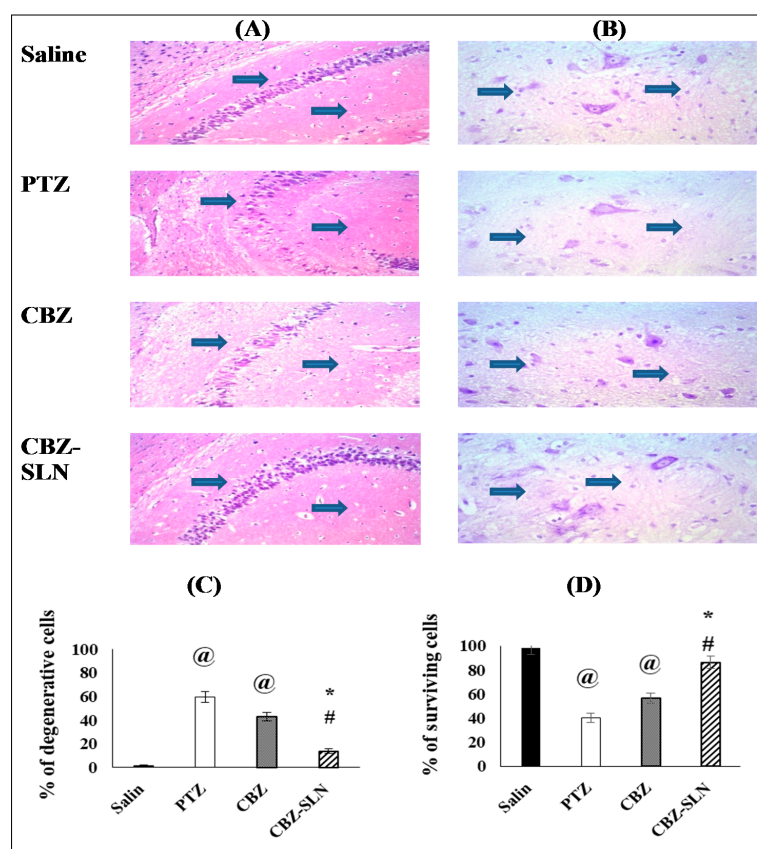 (A)
(B)
Saline
PTZ
CBZ
CBZ-
SLN
(C)
(D)
% of degenerative cells
100
80
60
40
20
0
@
@
*
#
Salin
PTZ
CBZ
CBZ-SLN
% of surviving cells
100
80
60
40
20
0
@
@
*
#
Salin
PTZ
CBZ
CBZ-SLN